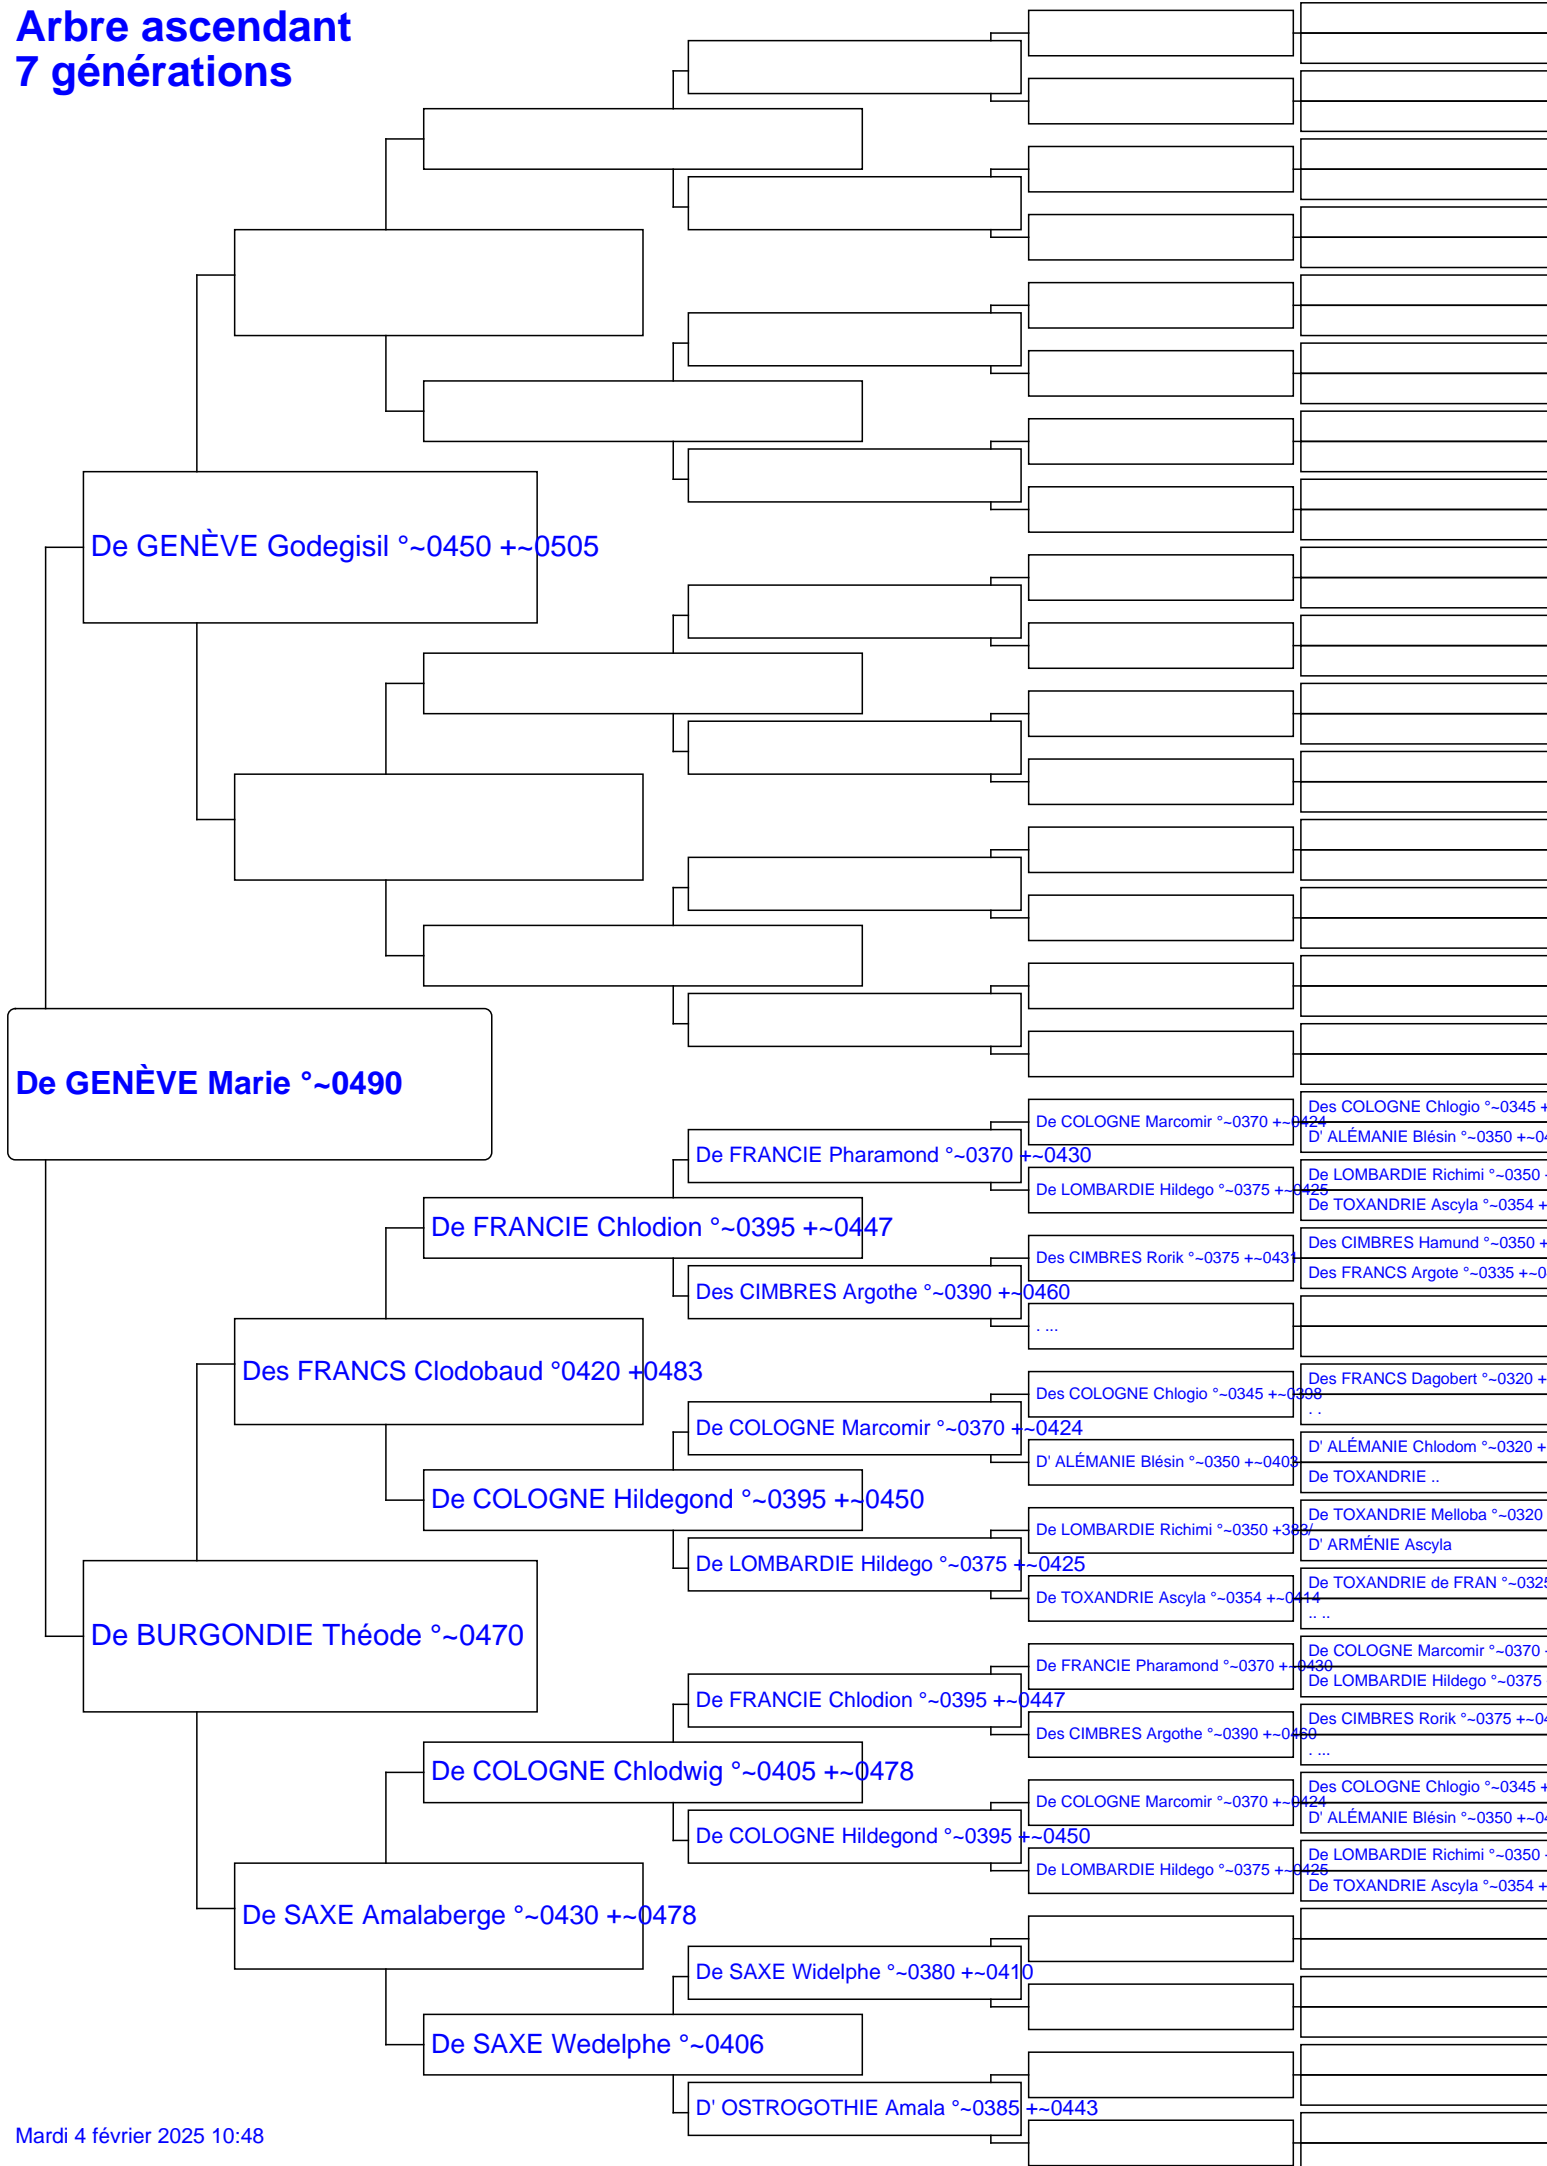 Arbre ascendant
7 générations
De GENÈVE Godegisil °~0450 +~0505
De GENÈVE Marie °~0490
De BURGONDIE Théode °~0470
Des FRANCS Clodobaud °0420 +0483
De SAXE Amalaberge °~0430 +~0478
De FRANCIE Chlodion °~0395 +~0447
De COLOGNE Hildegond °~0395 +~0450
De COLOGNE Chlodwig °~0405 +~0478
De SAXE Wedelphe °~0406
De FRANCIE Pharamond °~0370 +~0430
Des CIMBRES Argothe °~0390 +~0460
De COLOGNE Marcomir °~0370 +~0424
De LOMBARDIE Hildego °~0375 +~0425
De FRANCIE Chlodion °~0395 +~0447
De COLOGNE Hildegond °~0395 +~0450
De SAXE Widelphe °~0380 +~0410
D' OSTROGOTHIE Amala °~0385 +~0443
De COLOGNE Marcomir °~0370 +~0424
De LOMBARDIE Hildego °~0375 +~0425
Des CIMBRES Rorik °~0375 +~0431
. ...
Des COLOGNE Chlogio °~0345 +~0398
D' ALÉMANIE Blésin °~0350 +~0403
De LOMBARDIE Richimi °~0350 +383/
De TOXANDRIE Ascyla °~0354 +~0414
De FRANCIE Pharamond °~0370 +~0430
Des CIMBRES Argothe °~0390 +~0460
De COLOGNE Marcomir °~0370 +~0424
De LOMBARDIE Hildego °~0375 +~0425
Des COLOGNE Chlogio °~0345 +
D' ALÉMANIE Blésin °~0350 +~04
De LOMBARDIE Richimi °~0350
De TOXANDRIE Ascyla °~0354 +
Des CIMBRES Hamund °~0350 +
Des FRANCS Argote °~0335 +~0
Des FRANCS Dagobert °~0320 +
. .
D' ALÉMANIE Chlodom °~0320 +
De TOXANDRIE ..
De TOXANDRIE Melloba °~0320
D' ARMÉNIE Ascyla
De TOXANDRIE de FRAN °~0325
.. ..
De COLOGNE Marcomir °~0370
De LOMBARDIE Hildego °~0375
Des CIMBRES Rorik °~0375 +~04
. ...
Des COLOGNE Chlogio °~0345 +
D' ALÉMANIE Blésin °~0350 +~04
De LOMBARDIE Richimi °~0350
De TOXANDRIE Ascyla °~0354 +
Mardi 4 février 2025 10:48